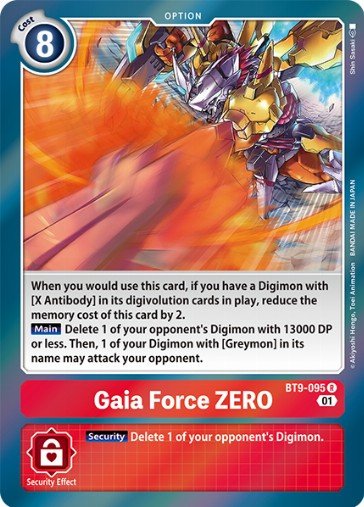 Cost
8
OPTION
Shin Sasaki
©Akiyoshi Hongo, Toei Animation BANDAI MADE IN JAPAN
When you would use this card, if you have a Digimon with
[X Antibody] in its digivolution cards in play, reduce the
memory cost of this card by 2.
Main Delete 1 of your opponent's Digimon with 13000 DP
or less. Then, 1 of your Digimon with [Greymon] in its
name may attack your opponent.
BT9-095 R
Gaia Force ZERO
01
Security Delete 1 of your opponent's Digimon.
Security Effect